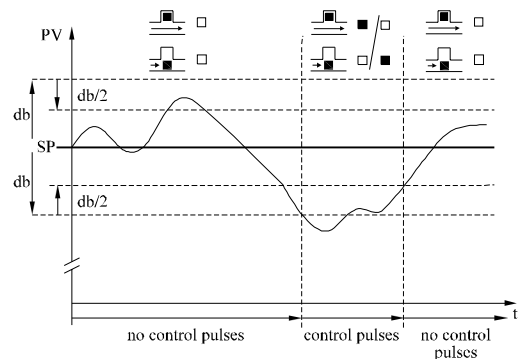 PV
db/2
db
SP
db
db/2
t
no control pulses
control pulses
no control
pulses